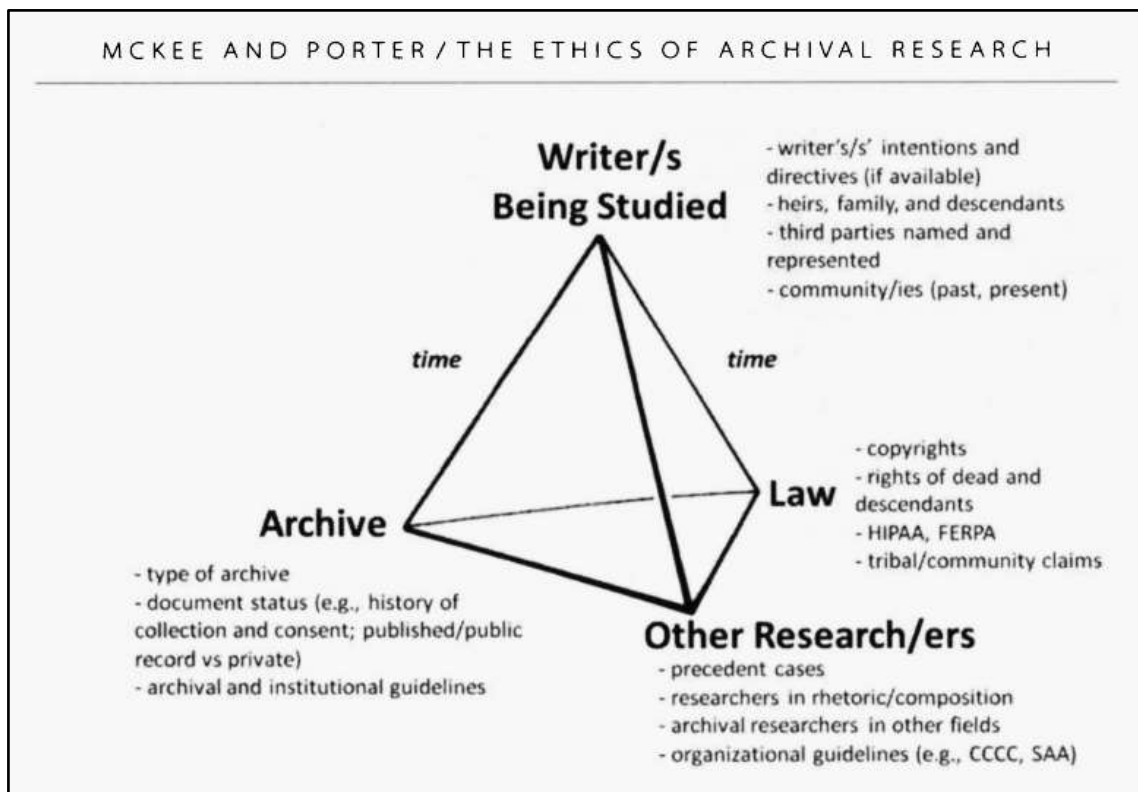 MCKEE AND PORTER/THE ETHICS OF ARCHIVAL RESEARCH
Writer/s
Being Studied
- writer's/s' intentions and
directives (if available)
- heirs, family, and descendants
- third parties named and
represented
- community/ies (past, present)
time
time
Archive
- type of archive
- document status (e.g., history of
collection and consent; published/public
record vs private)
- archival and institutional guidelines
Law
- copyrights
- rights of dead and
descendants
- HIPAA, FERPA
- tribal/community claims
Other Research/ers
- precedent cases
- researchers in rhetoric/composition
- archival researchers in other fields
- organizational guidelines (e.g., CCCC, SAA)